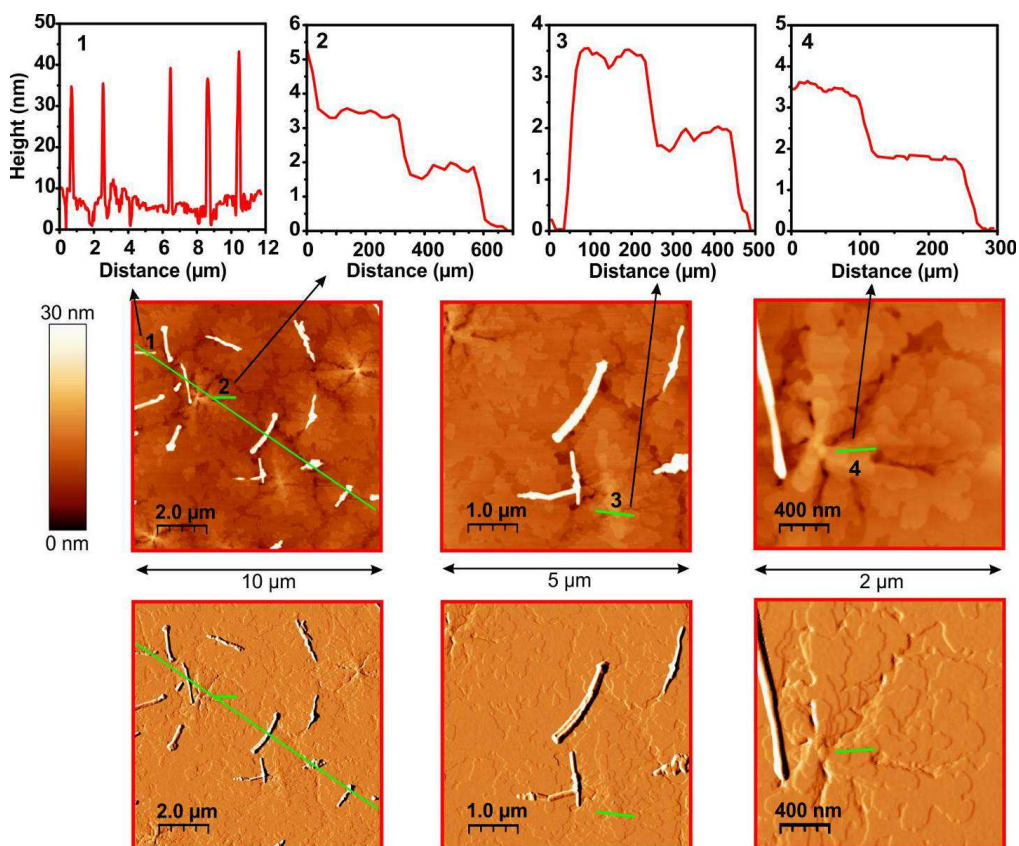 1
Height (nm)
50
40
30
20
10
0
0 2 4 6 8 10 12
Distance (µm)
2
6
5
4
3
2
1
0
0 200 400 600
Distance (µm)
3
4
3
2
1
0
0 100 200 300 400 500
Distance (µm)
4
4
3
2
1
0
0 100 200 300
Distance (µm)
30 nm
0 nm
1
2
2.0 µm
3
1.0 µm
4
400 nm
10 µm
5 µm
2 µm
2.0 µm
1.0 µm
400 nm